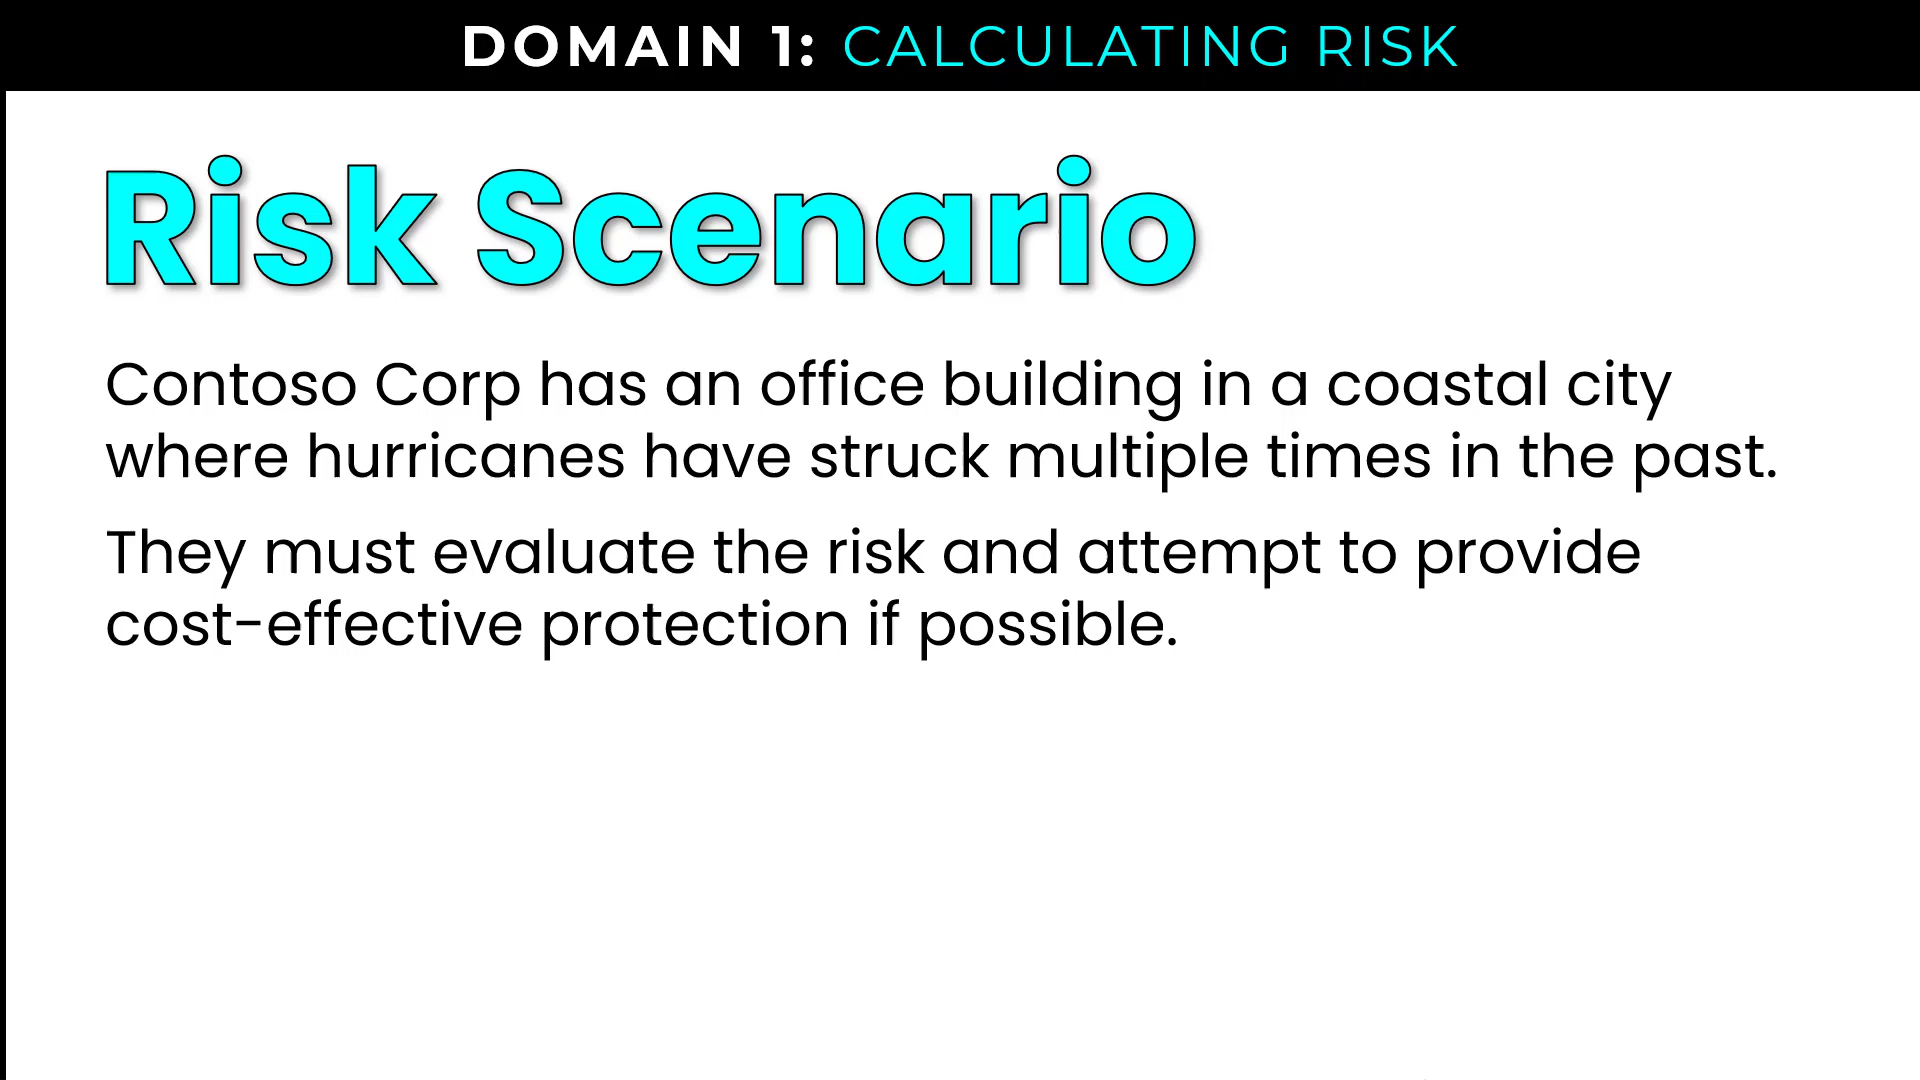 DOMAIN 1: CALCULATING RISK
Risk Scenario
Contoso Corp has an office building in a coastal city
where hurricanes have struck multiple times in the past.
They must evaluate the risk and attempt to provide
cost-effective protection if possible.